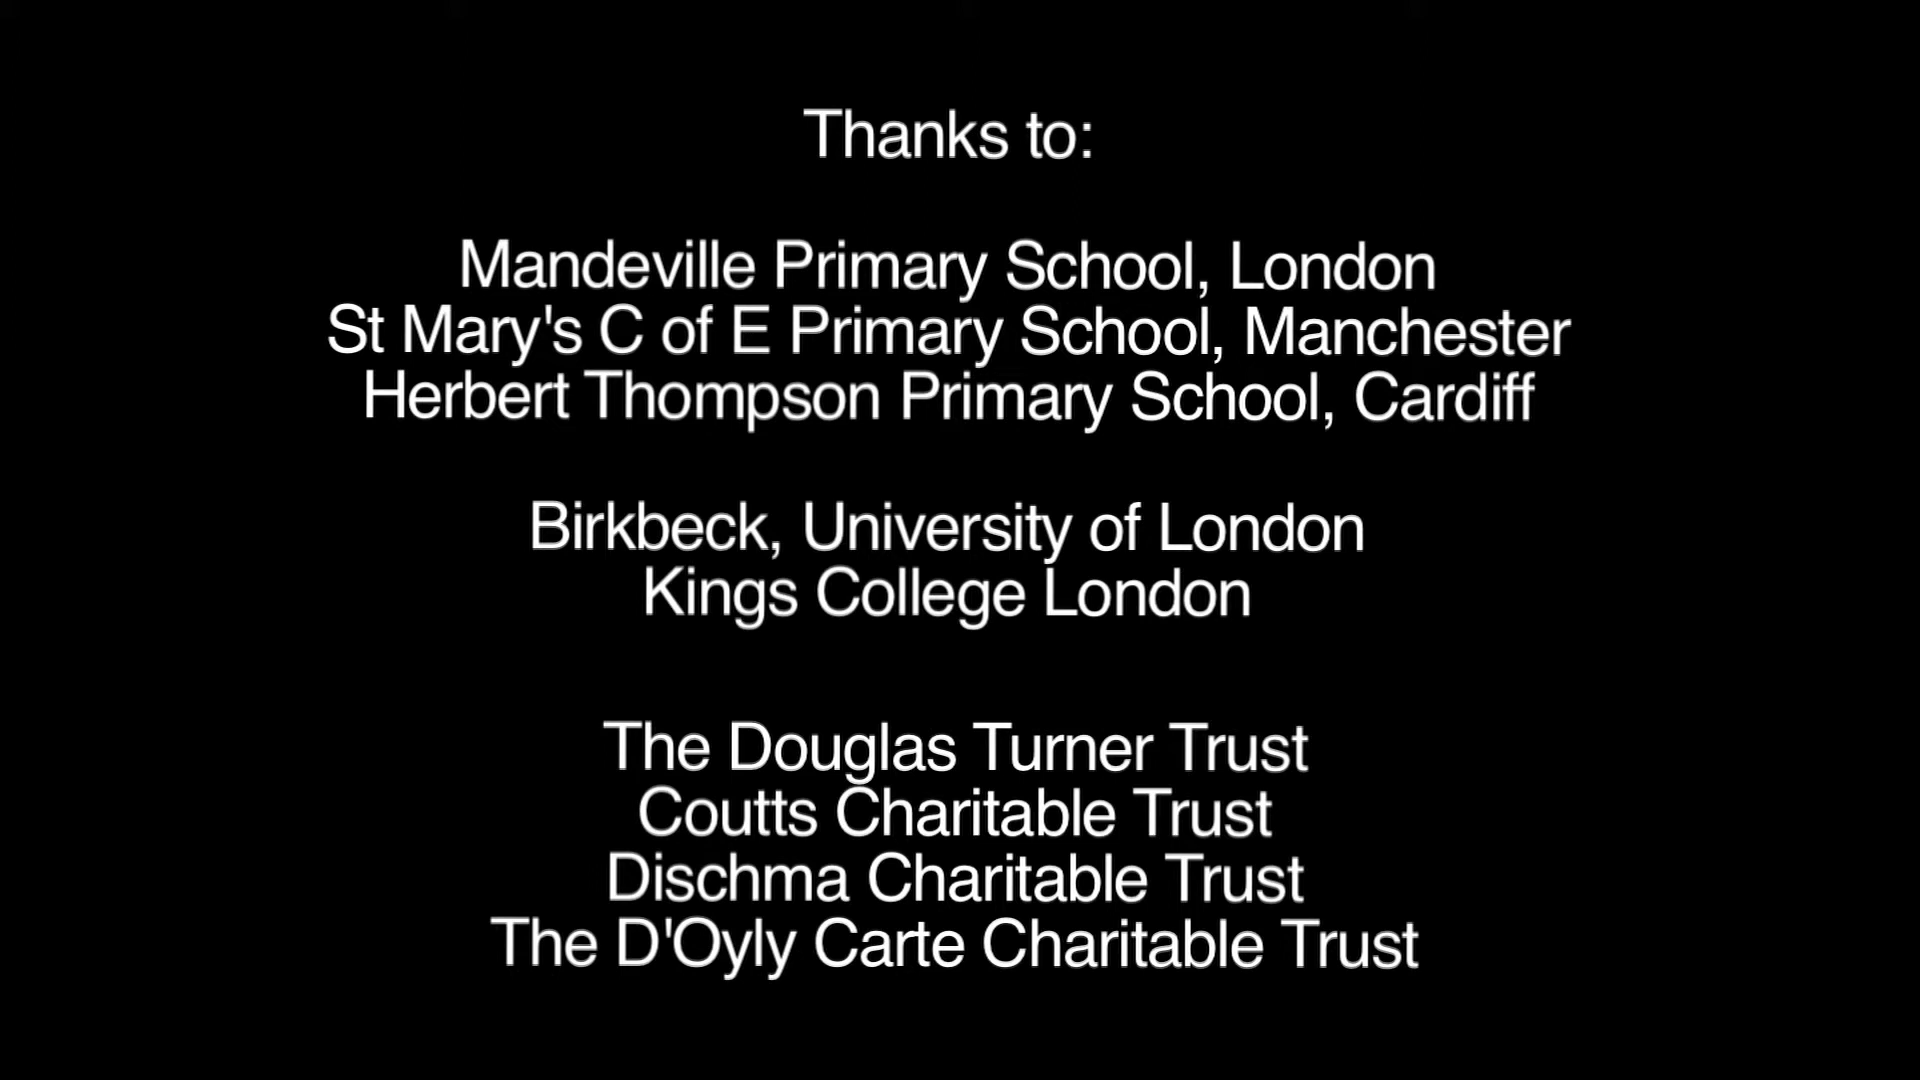 Thanks to:
Mandeville Primary School, London
St Mary's C of E Primary School, Manchester
Herbert Thompson Primary School, Cardiff
Birkbeck, University of London
Kings College London
The Douglas Turner Trust
Coutts Charitable Trust
Dischma Charitable Trust
The D'Oyly Carte Charitable Trust